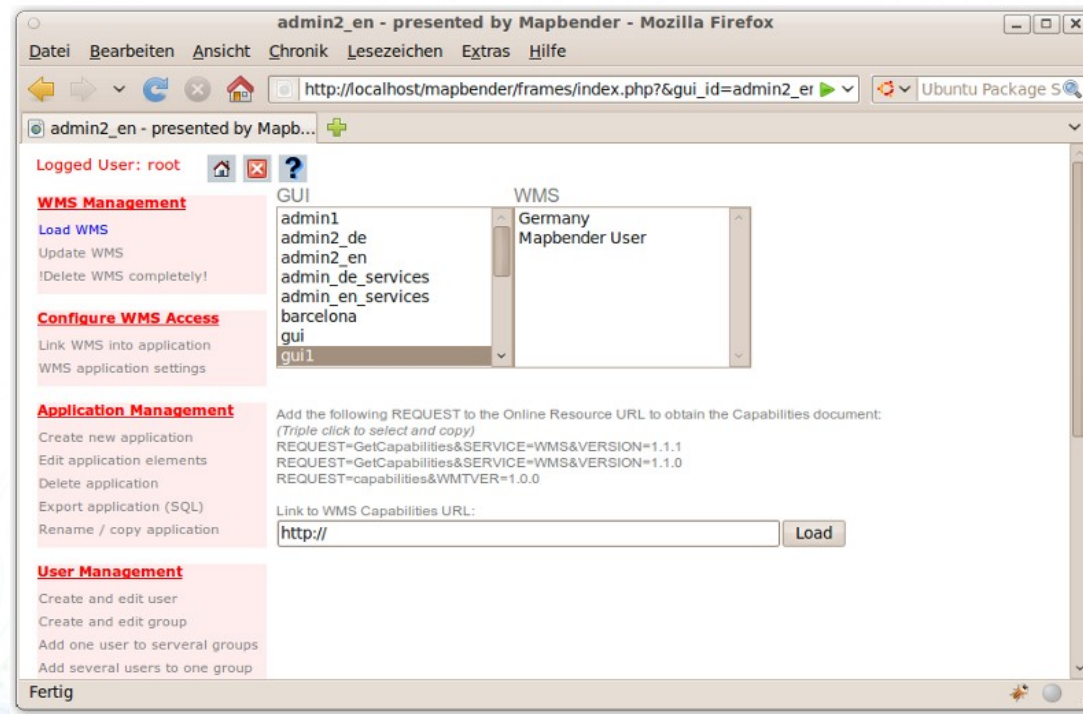 admin2_en - presented by Mapbender - Mozilla Firefox
Datei Bearbeiten Ansicht Chronik Lesezeichen Extras Hilfe
http://localhost/mapbender/frames/index.php?&gui_id=admin2_er
Ubuntu Package S
admin2_en - presented by Mapb...
Logged User: root
WMS Management
Load WMS
Update WMS
!Delete WMS completely!
Configure WMS Access
Link WMS into application
WMS application settings
Application Management
Create new application
Edit application elements
Delete application
Export application (SQL)
Rename / copy application
User Management
Create and edit user
Create and edit group
Add one user to serveral groups
Add several users to one group
GUI
admin1
admin2_de
admin2_en
admin_de_services
admin_en_services
barcelona
gui
gui1
WMS
Germany
Mapbender User
Add the following REQUEST to the Online Resource URL to obtain the Capabilities document:
(Triple click to select and copy)
REQUEST=GetCapabilities&SERVICE=WMS&VERSION=1.1.1
REQUEST=GetCapabilities&SERVICE=WMS&VERSION=1.1.0
REQUEST=capabilities&WMTVER=1.0.0
Link to WMS Capabilities URL:
http://
Load
Fertig